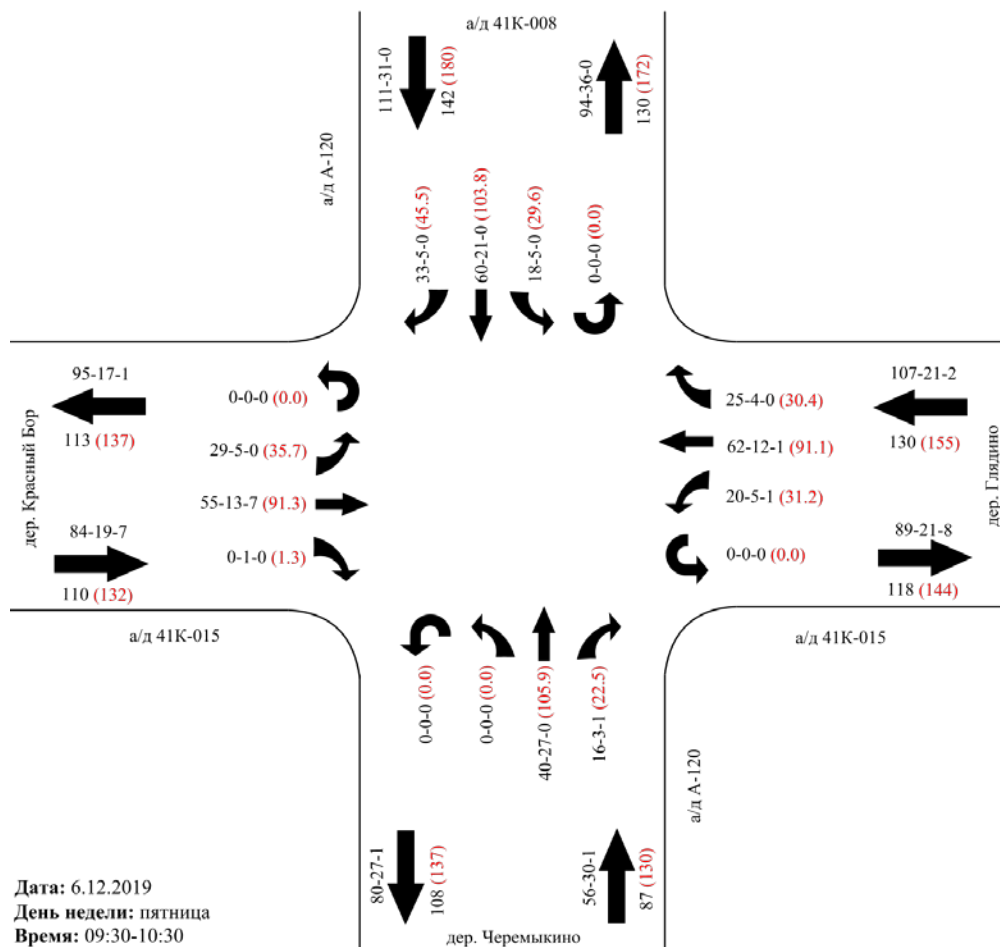 а/д 41К-008
111-31-0
142 (180)
94-36-0
130 (172)
а/д А-120
33-5-0 (45.5)
60-21-0 (103.8)
18-5-0 (29.6)
0-0-0 (0.0)
95-17-1
113 (137)
0-0-0 (0.0)
29-5-0 (35.7)
55-13-7 (91.3)
0-1-0 (1.3)
дер. Красный Бор
84-19-7
110 (132)
а/д 41К-015
25-4-0 (30.4)
62-12-1 (91.1)
20-5-1 (31.2)
0-0-0 (0.0)
107-21-2
130 (155)
дер. Глядино
89-21-8
118 (144)
а/д 41К-015
0-0-0 (0.0)
0-0-0 (0.0)
40-27-0 (105.9)
16-3-1 (22.5)
а/д А-120
80-27-1
108 (137)
56-30-1
87 (130)
дер. Черемыкино
Дата: 6.12.2019
День недели: пятница
Время: 09:30-10:30